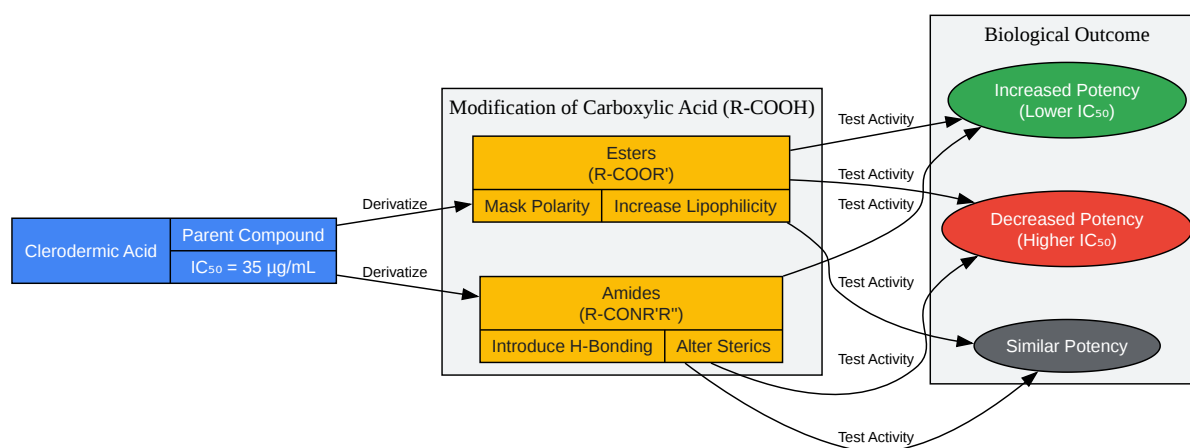 Clerodermic Acid
Parent Compound
IC₅₀ = 35 µg/mL
Derivatize
Derivatize
Modification of Carboxylic Acid (R-COOH)
Esters
(R-COOR')
Mask Polarity
Increase Lipophilicity
Amides
(R-CONR'R")
Introduce H-Bonding
Alter Sterics
Test Activity
Test Activity
Test Activity
Test Activity
Test Activity
Test Activity
Biological Outcome
Increased Potency
(Lower IC₅₀)
Decreased Potency
(Higher IC₅₀)
Similar Potency